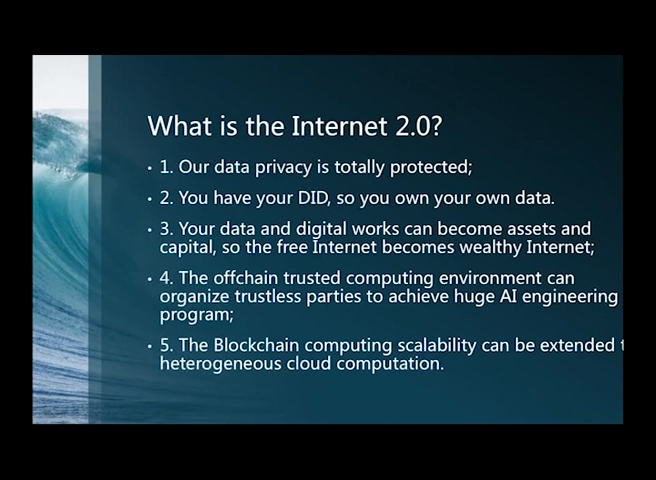 What is the Internet 2.0?
• 1. Our data privacy is totally protected;
• 2. You have your DID, so you own your own data.
• 3. Your data and digital works can become assets and
capital, so the free Internet becomes wealthy Internet;
• 4. The offchain trusted computing environment can
organize trustless parties to achieve huge AI engineering
program;
• 5. The Blockchain computing scalability can be extended
heterogeneous cloud computation.